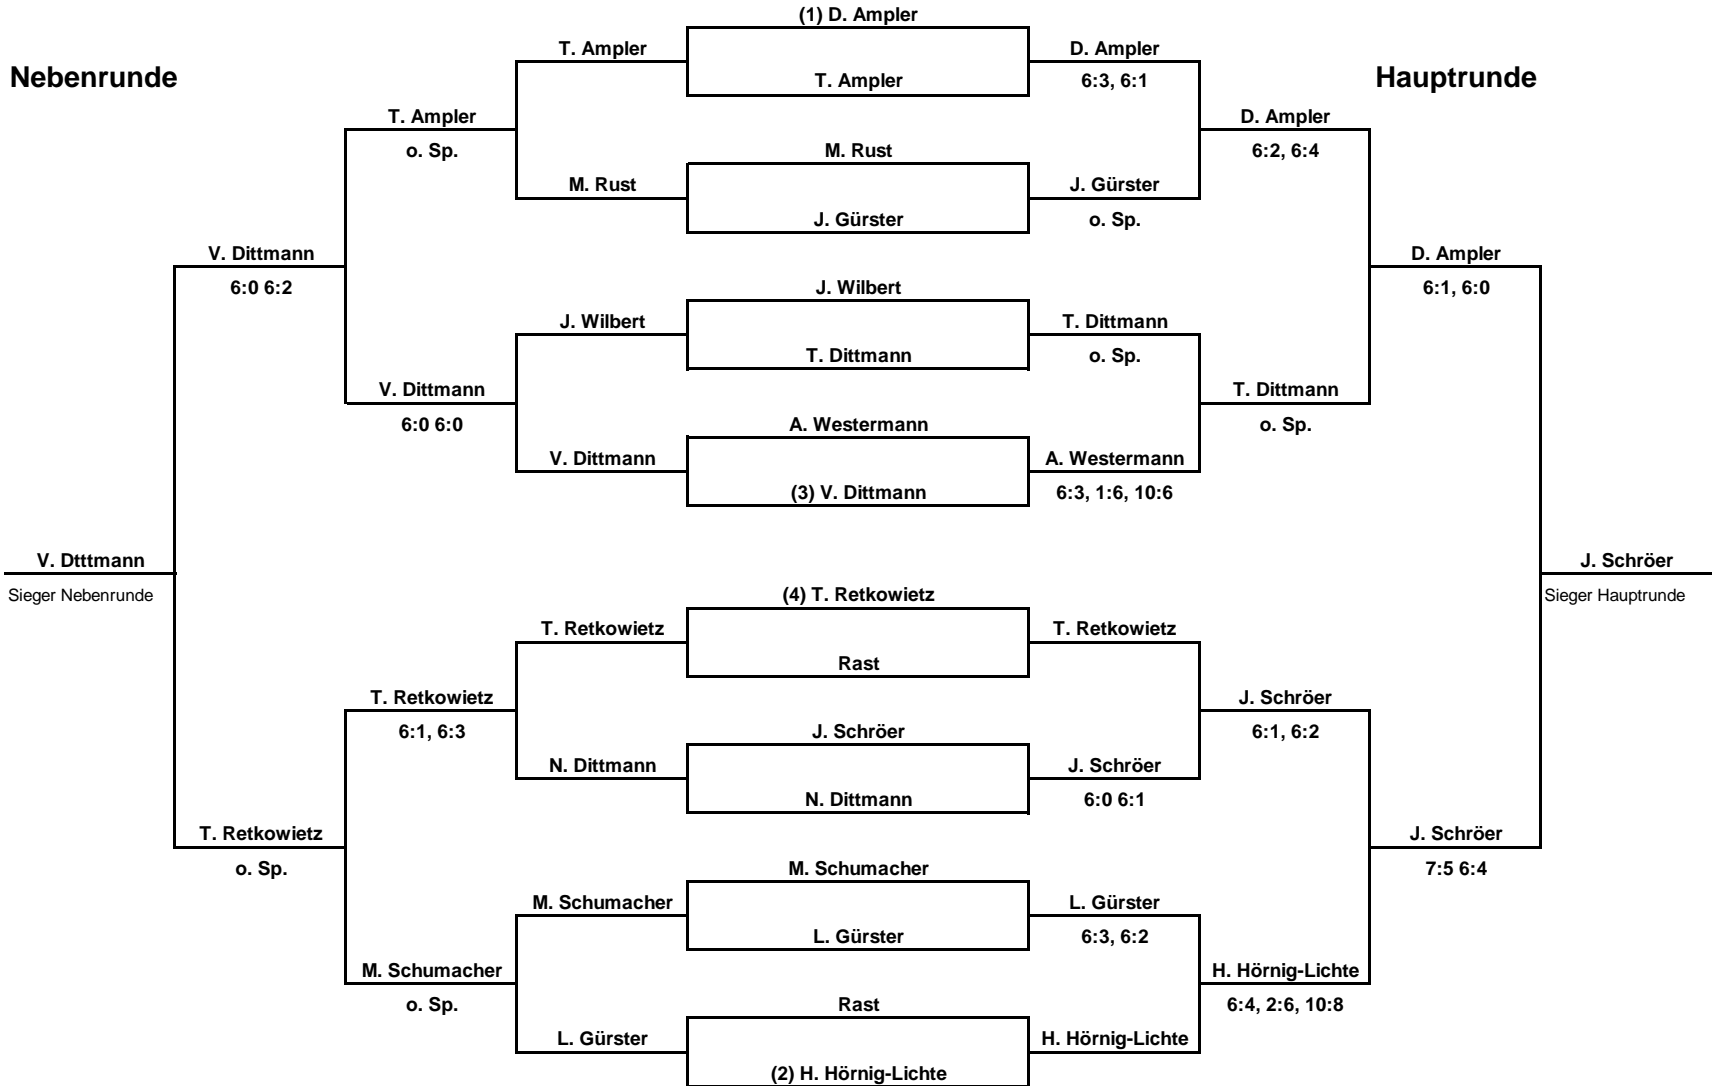 (1) D. Ampler
T. Ampler D. Ampler
Nebenrunde T. Ampler 6:3, 6:1 Hauptrunde
T. Ampler D. Ampler
o. Sp. M. Rust 6:2, 6:4
M. Rust J. Gürster
J. Gürster o. Sp.
V. Dittmann D. Ampler
6:0 6:2 J. Wilbert 6:1, 6:0
J. Wilbert T. Dittmann
T. Dittmann o. Sp.
V. Dittmann T. Dittmann
6:0 6:0 A. Westermann o. Sp.
V. Dittmann A. Westermann
(3) V. Dittmann 6:3, 1:6, 10:6
V. Dtttmann J. Schröer
Sieger Nebenrunde (4) T. Retkowietz Sieger Hauptrunde
T. Retkowietz T. Retkowietz
Rast
T. Retkowietz J. Schröer
6:1, 6:3 J. Schröer 6:1, 6:2
N. Dittmann J. Schröer
N. Dittmann 6:0 6:1
T. Retkowietz J. Schröer
o. Sp. M. Schumacher 7:5 6:4
M. Schumacher L. Gürster
L. Gürster 6:3, 6:2
M. Schumacher H. Hörnig-Lichte
o. Sp. Rast 6:4, 2:6, 10:8
L. Gürster H. Hörnig-Lichte
(2) H. Hörnig-Lichte